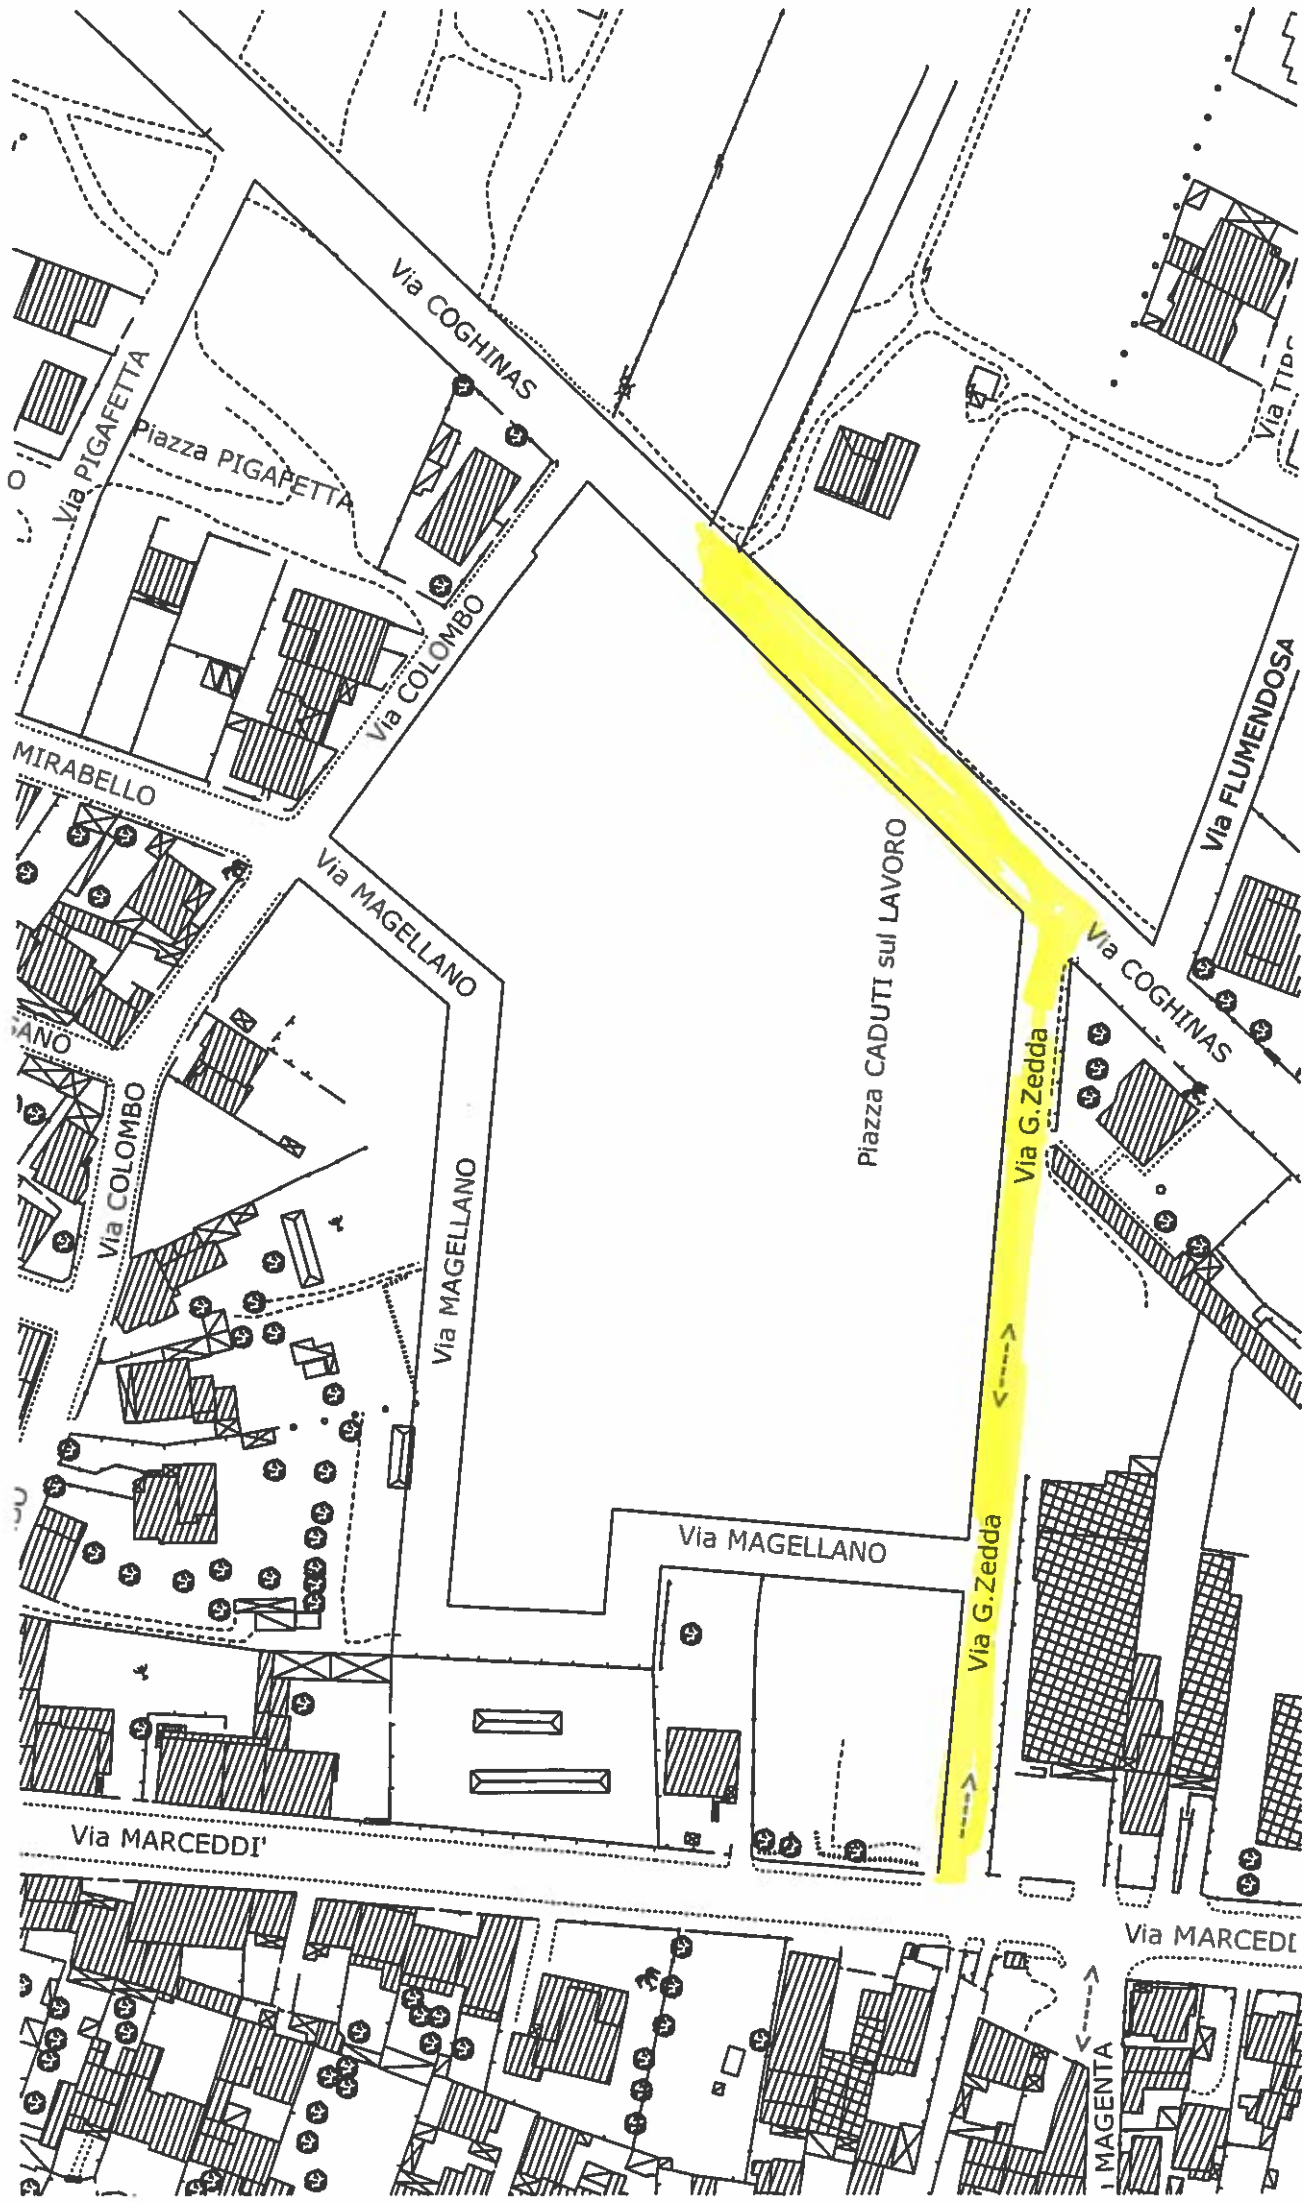 Via COGHINAS
Via PIGAFETTA
Piazza PIGAFETTA
Via COLOMBO
MIRABELLO
Via MAGELLANO
Via FLUMENDOSA
Piazza CADUTI sul LAVORO
Via COGHINAS
Via G.Zedda
Via COLOMBO
Via MAGELLANO
Via MAGELLANO
Via G.Zedda
Via MARCEDDI'
Via MARCEDD
MAGENTA